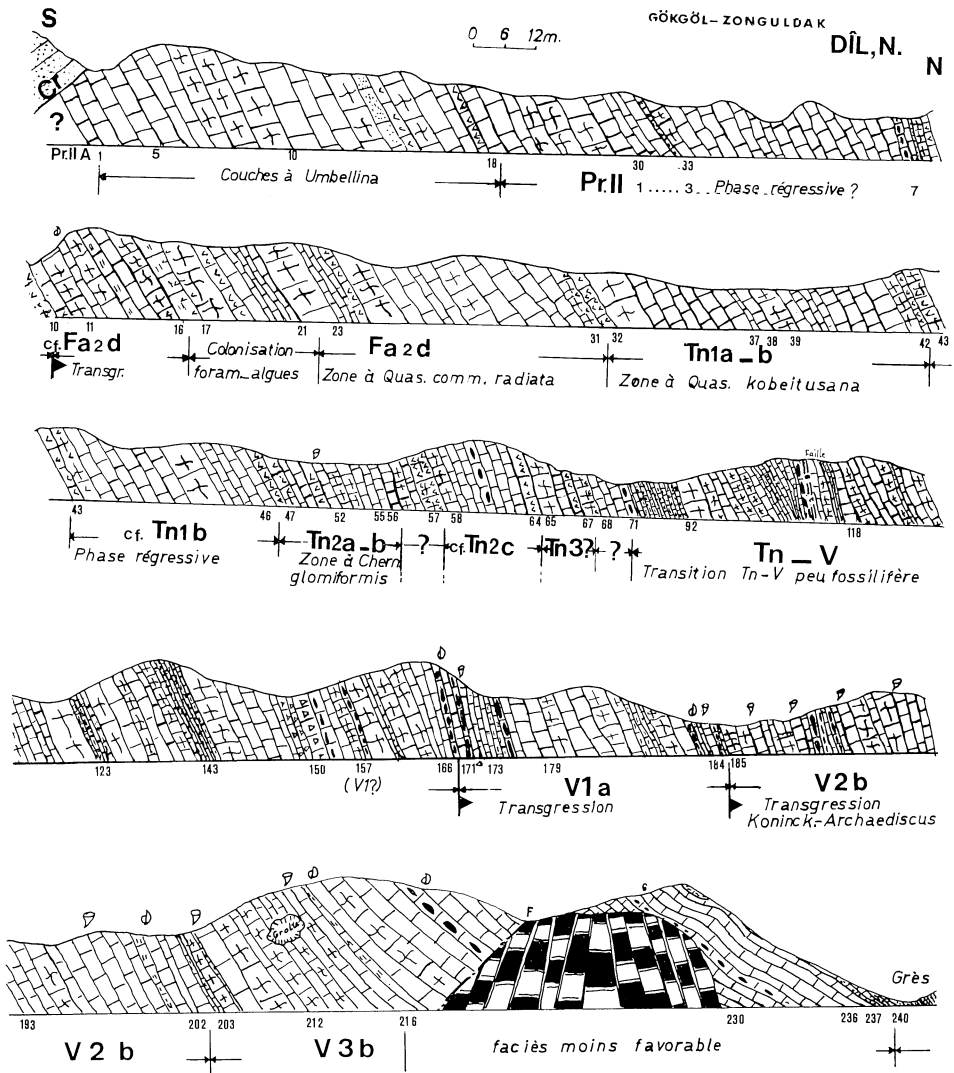 S
GÖKGÖL-ZONGULDAK
0 6 12m.
DÎL, N.
N
Cr
?
Pr.II A 1 5 10 18 30 33
Couches à Umbellina
Pr.II 1 ..... 3 .. Phase régressive ? 7
10 11 16 17 21 23 31 32 37 38 39 42 43
cf. Fa2d Colonisation Fa2d Tn1a_b
Transgr. foram_algues Zone à Quas. comm. radiata Zone à Quas. kobeitusana
Faille
43 46 47 52 55 56 57 58 64 65 67 68 71 92 118
cf. Tn1b Tn2a_b ? cf. Tn2c Tn3? ? Tn_V
Phase régressive Zone à Chern. Transition Tn-V peu fossilifère
glomiformis
123 143 150 157 166 171a 173 179 184 185
(V1?) V1a V2b
Transgression Transgression
Koninck.-Archaediscus
Grotte
F
G
Grès
193 202 203 212 216 230 236 237 240
V2b V3b faciès moins favorable